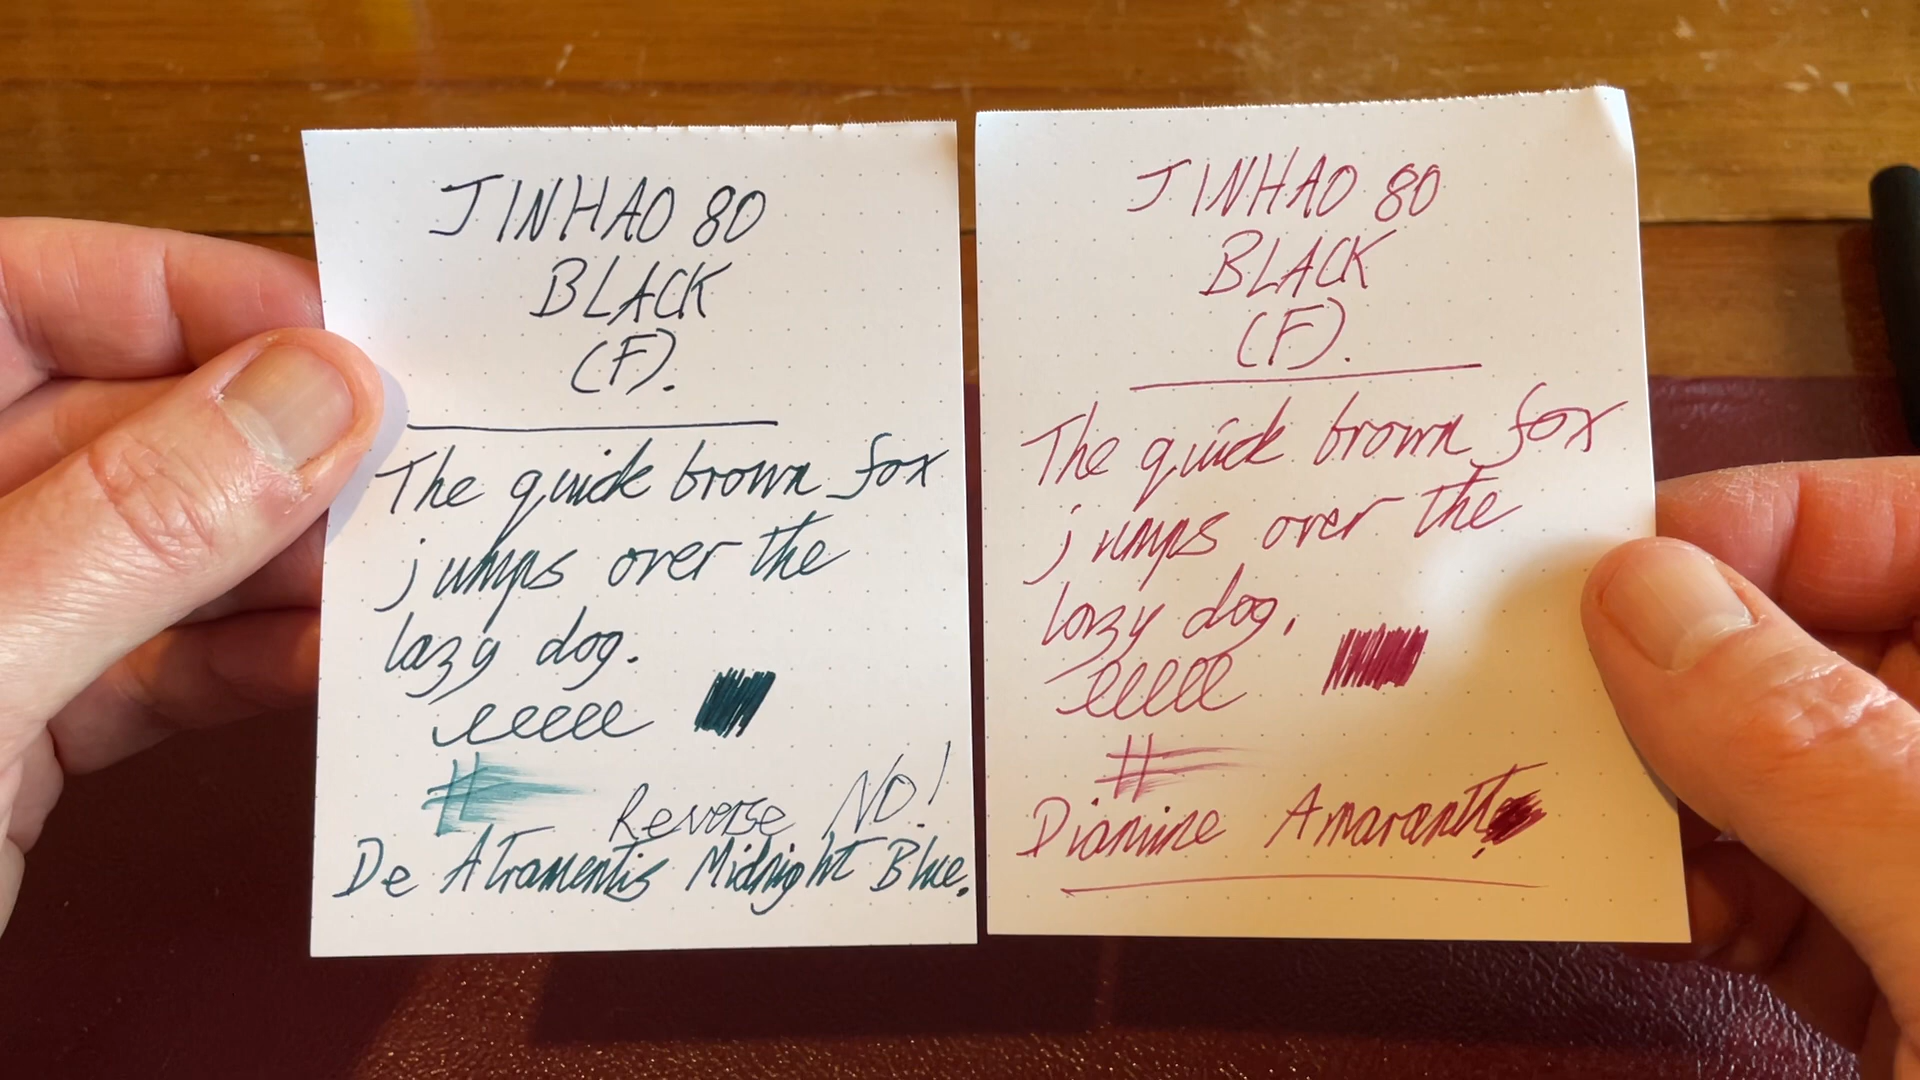 JINHAO 80
BLACK
(F).
The quick brown fox
jumps over the
lazy dog.
eeeee
#
Reverse NO!
De Atramentis Midnight Blue.
JINHAO 80
BLACK
(F).
The quick brown fox
jumps over the
lazy dog.
eeeee
#
Diamine Amaranth